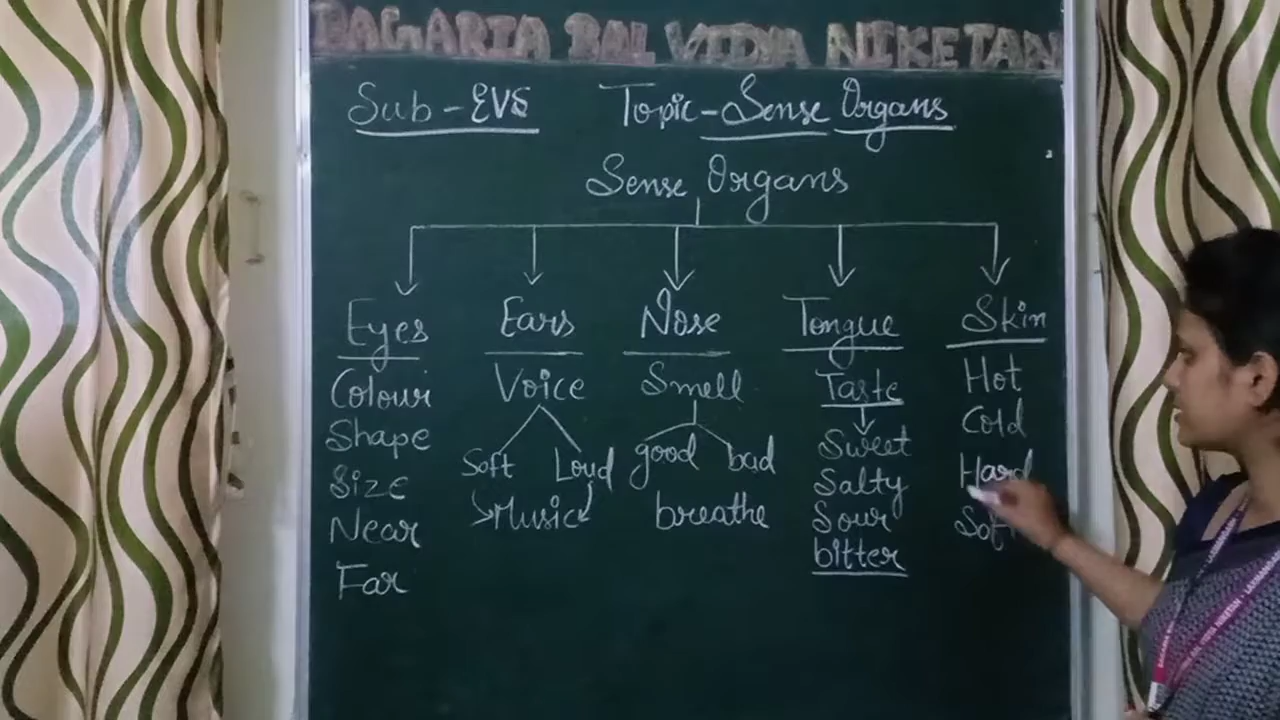 BAGARIA BAL VIDYA NIKETAN
Sub - EVS Topic - Sense Organs
Sense Organs
Eyes
Colour
Shape
Size
Near
Far
Ears
Voice
Soft Loud
Music
Nose
Smell
good bad
breathe
Tongue
Taste
Sweet
Salty
Sour
bitter
Skin
Hot
Cold
Hard
Soft